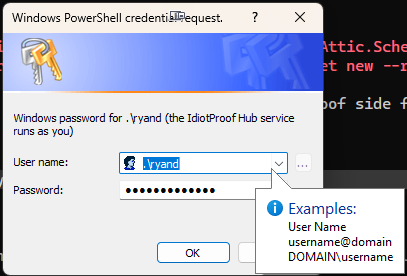 Windows PowerShell credential request.
Attic.Sche
et new --r
oof side f
Windows password for .\ryand (the IdiotProof Hub service
runs as you)
User name:
.\ryand
...
Password:
•••••••••••••
OK
Examples:
User Name
username@domain
DOMAIN\username